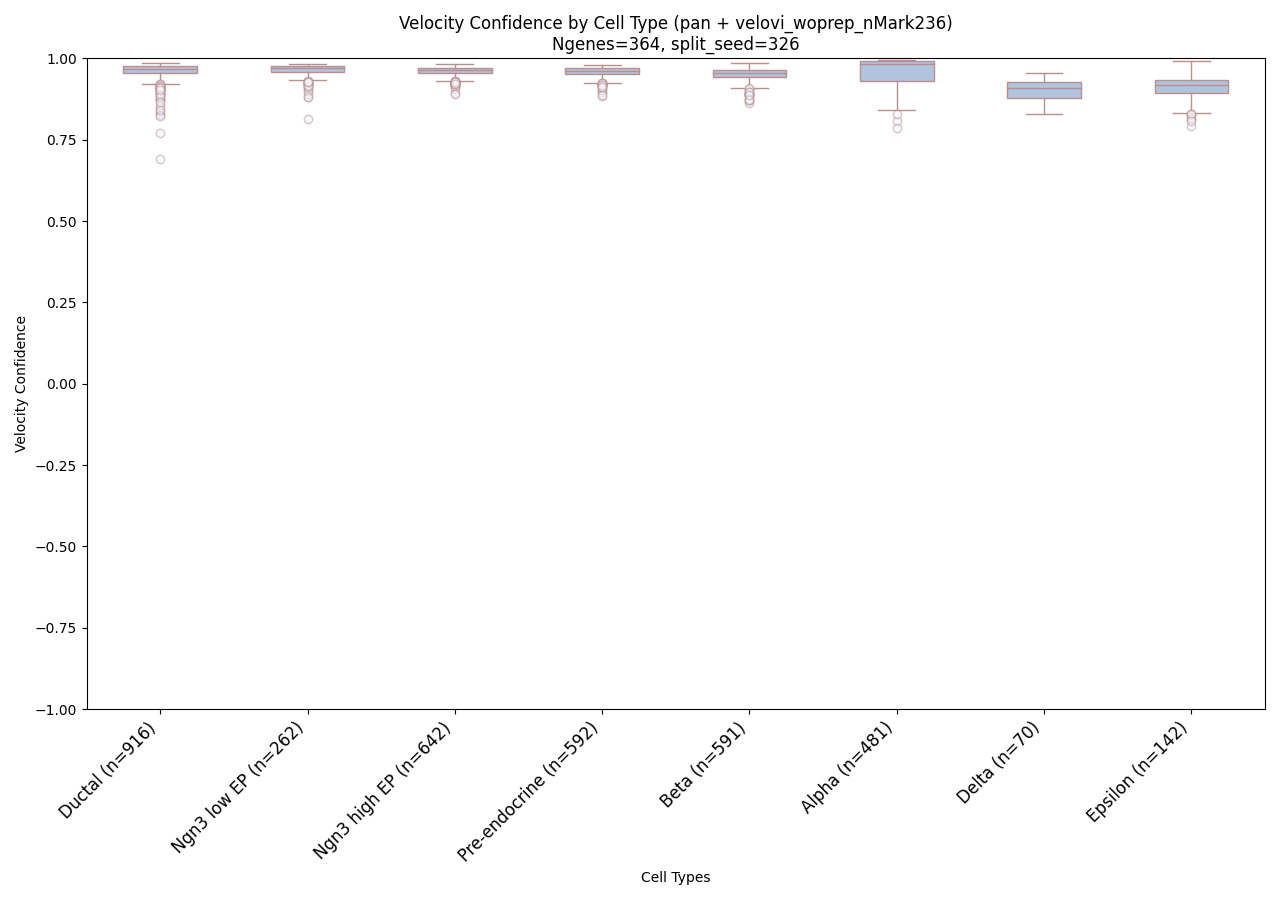 Velocity Confidence by Cell Type (pan + velovi_woprep_nMark236)
Ngenes=364, split_seed=326
1.00
0.75
0.50
0.25
0.00
−0.25
−0.50
−0.75
−1.00
Velocity Confidence
Ductal (n=916)
Ngn3 low EP (n=262)
Ngn3 high EP (n=642)
Pre-endocrine (n=592)
Beta (n=591)
Alpha (n=481)
Delta (n=70)
Epsilon (n=142)
Cell Types